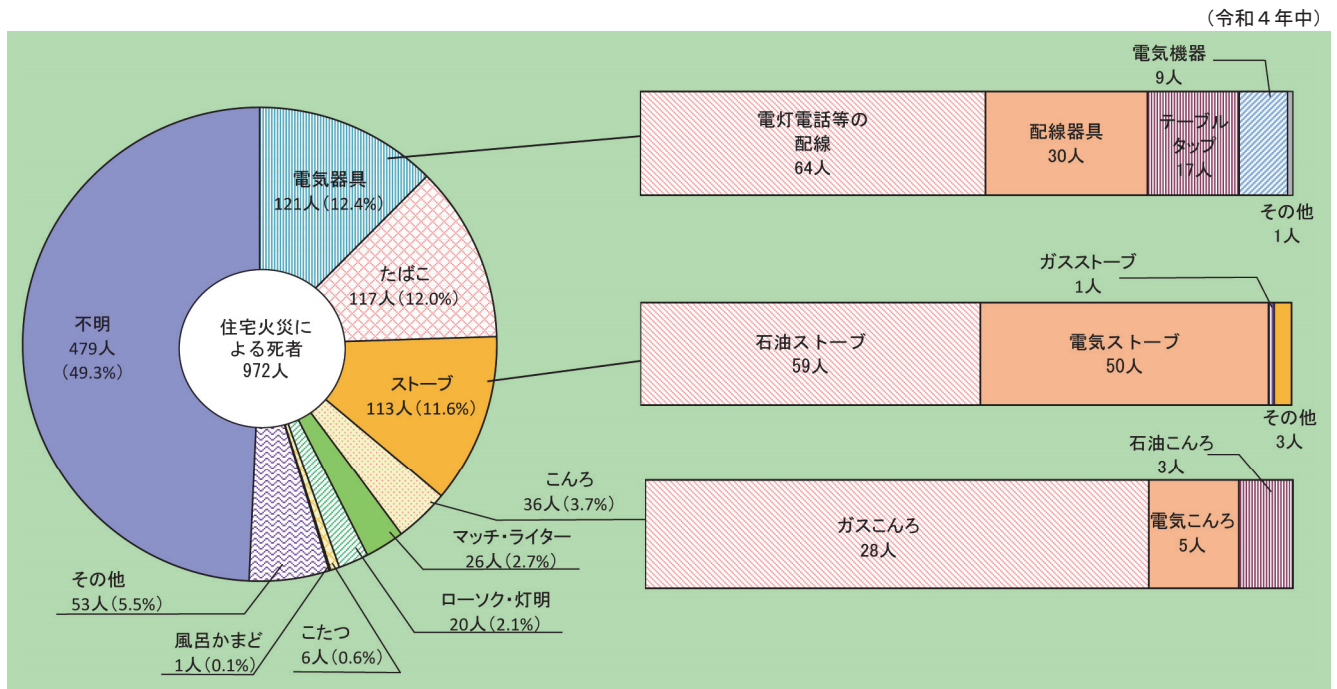 （令和４年中）
電気器具
121人（12.4%）
たばこ
117人（12.0%）
ストーブ
113人（11.6%）
こんろ
36人（3.7%）
マッチ・ライター
26人（2.7%）
ローソク・灯明
20人（2.1%）
こたつ
6人（0.6%）
風呂かまど
1人（0.1%）
その他
53人（5.5%）
不明
479人
（49.3%）
住宅火災に
よる死者
972人
電灯電話等の
配線
64人
配線器具
30人
テーブル
タップ
17人
電気機器
9人
その他
1人
石油ストーブ
59人
電気ストーブ
50人
ガスストーブ
1人
その他
3人
ガスこんろ
28人
電気こんろ
5人
石油こんろ
3人